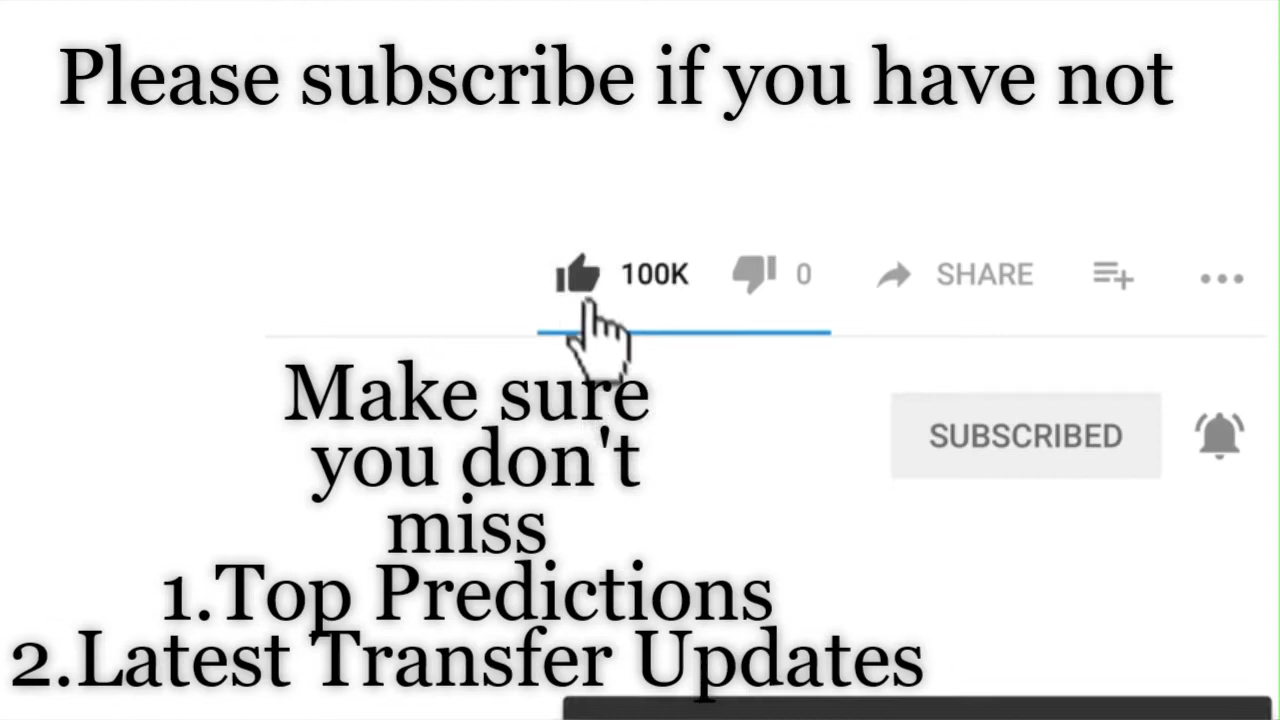 Please subscribe if you have not
100K 0 SHARE
Make sure
you don't
SUBSCRIBED
miss
1.Top Predictions
2.Latest Transfer Updates